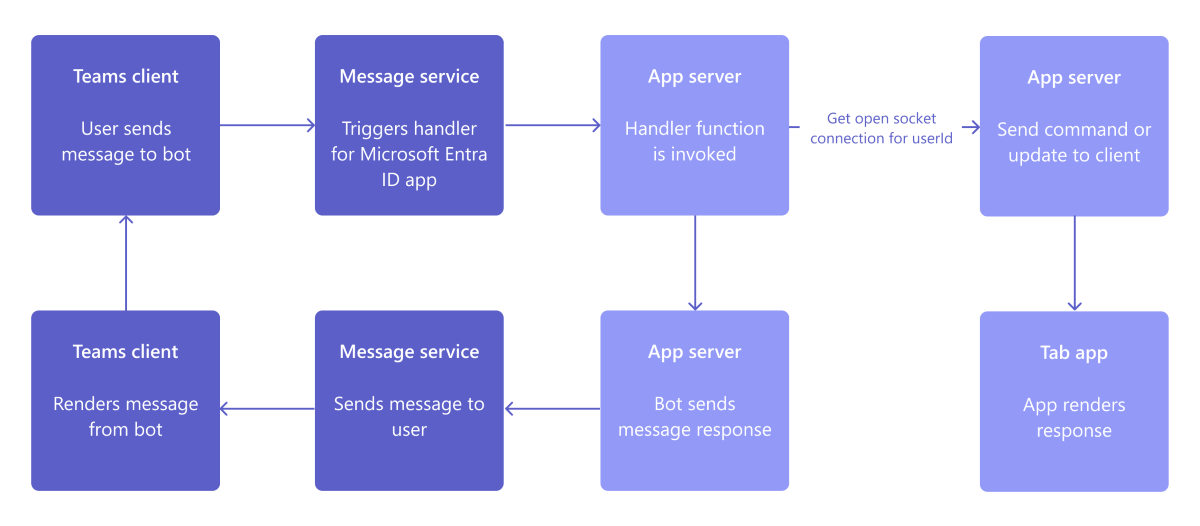 Teams client
User sends
message to bot
Message service
Triggers handler
for Microsoft Entra
ID app
App server
Handler function
is invoked
Get open socket
connection for userId
App server
Send command or
update to client
Teams client
Renders message
from bot
Message service
Sends message to
user
App server
Bot sends
message response
Tab app
App renders
response